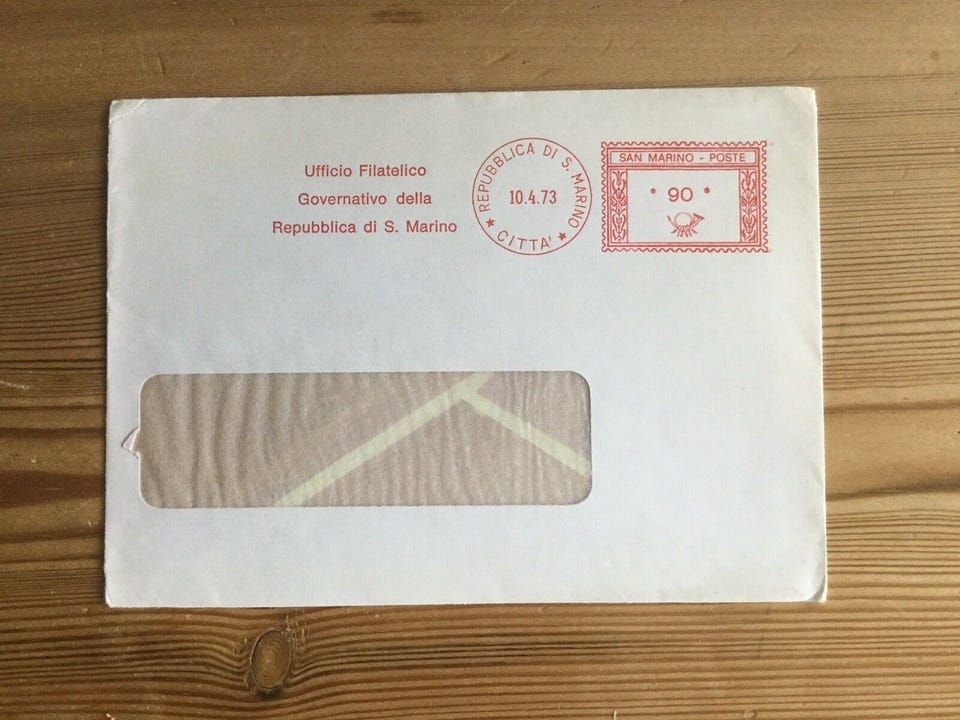 Ufficio Filatelico
Governativo della
Repubblica di S. Marino
REPUBBLICA DI S. MARINO
10.4.73
* CITTA' *
SAN MARINO - POSTE
* 90 *